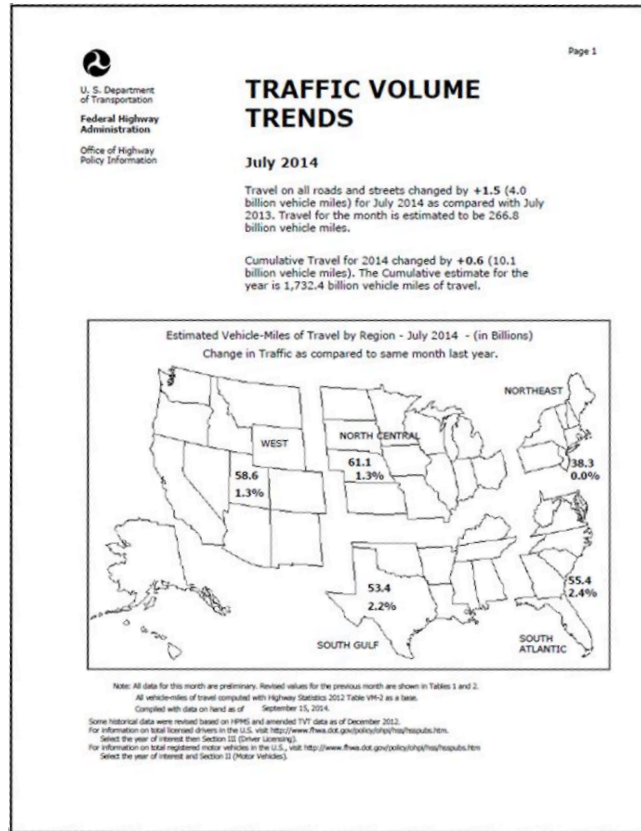 Page 1
U. S. Department
of Transportation
Federal Highway
Administration
Office of Highway
Policy Information
TRAFFIC VOLUME
TRENDS
July 2014
Travel on all roads and streets changed by +1.5 (4.0
billion vehicle miles) for July 2014 as compared with July
2013. Travel for the month is estimated to be 266.8
billion vehicle miles.
Cumulative Travel for 2014 changed by +0.6 (10.1
billion vehicle miles). The Cumulative estimate for the
year is 1,732.4 billion vehicle miles of travel.
Estimated Vehicle-Miles of Travel by Region - July 2014 - (in Billions)
Change in Traffic as compared to same month last year.
NORTHEAST
WEST
NORTH CENTRAL
58.6
1.3%
61.1
1.3%
38.3
0.0%
53.4
2.2%
55.4
2.4%
SOUTH GULF
SOUTH
ATLANTIC
Note: All data for this month are preliminary. Revised values for the previous month are shown in Tables 1 and 2.
All vehicle-miles of travel computed with Highway Statistics 2012 Table VM-2 as a base.
Compiled with data on hand as of September 15, 2014.
Some historical data were revised based on HPMS and amended TVT data as of December 2012.
For information on total licensed drivers in the U.S. visit http://www.fhwa.dot.gov/policy/ohpi/hss/hsspubs.htm.
Select the year of interest then Section III (Driver Licensing).
For information on total registered motor vehicles in the U.S., visit http://www.fhwa.dot.gov/policy/ohpi/hss/hsspubs.htm
Select the year of interest and Section II (Motor Vehicles).